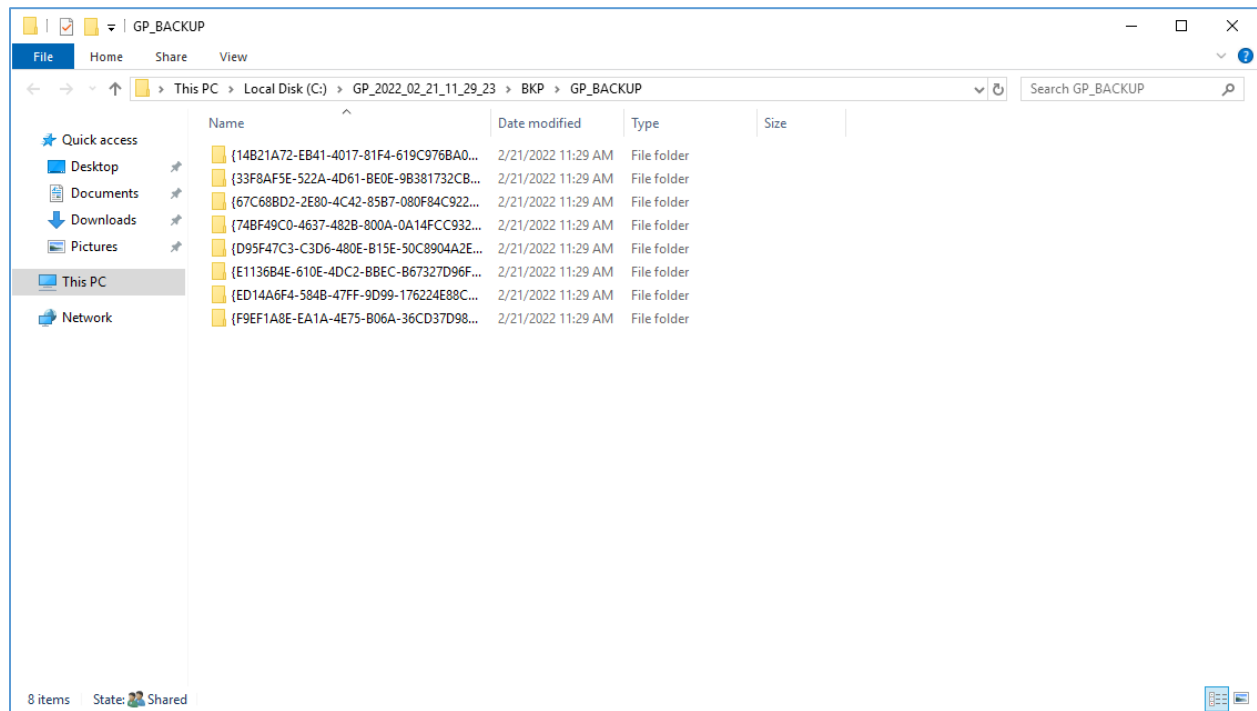 GP_BACKUP
File Home Share View
This PC > Local Disk (C:) > GP_2022_02_21_11_29_23 > BKP > GP_BACKUP
Search GP_BACKUP
Name Date modified Type Size
Quick access
Desktop
Documents
Downloads
Pictures
This PC
Network
{14B21A72-EB41-4017-81F4-619C976BA0... 2/21/2022 11:29 AM File folder
{33F8AF5E-522A-4D61-BE0E-9B381732CB... 2/21/2022 11:29 AM File folder
{67C68BD2-2E80-4C42-85B7-080F84C922... 2/21/2022 11:29 AM File folder
{74BF49C0-4637-482B-800A-0A14FCC932... 2/21/2022 11:29 AM File folder
{D95F47C3-C3D6-480E-B15E-50C8904A2E... 2/21/2022 11:29 AM File folder
{E1136B4E-610E-4DC2-BBEC-B67327D96F... 2/21/2022 11:29 AM File folder
{ED14A6F4-584B-47FF-9D99-176224E88C... 2/21/2022 11:29 AM File folder
{F9EF1A8E-EA1A-4E75-B06A-36CD37D98... 2/21/2022 11:29 AM File folder
8 items State: Shared